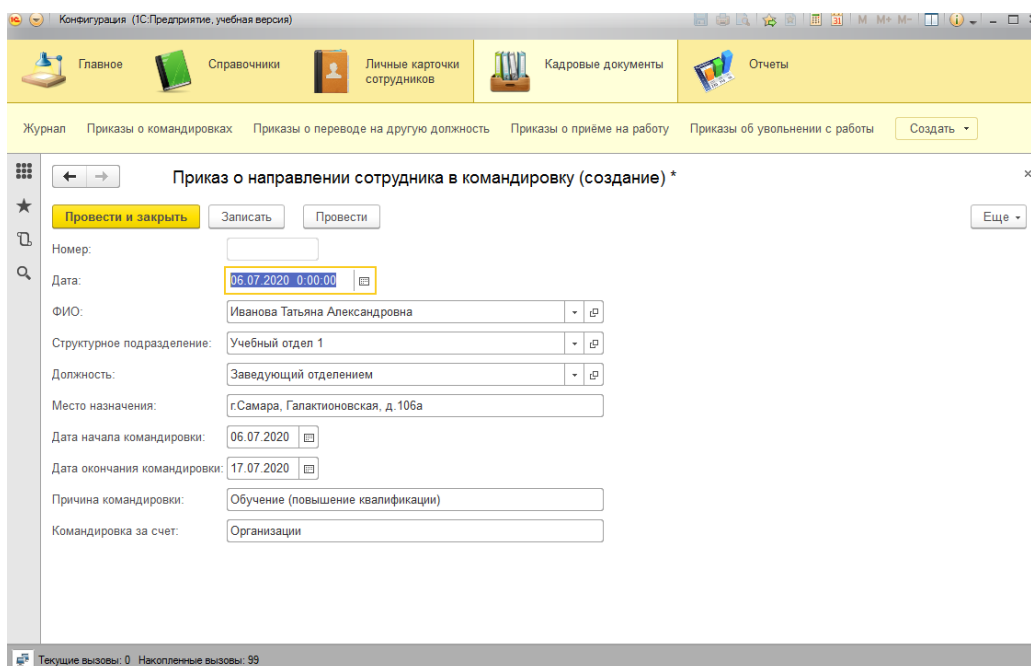 Конфигурация (1С:Предприятие, учебная версия)
M M+ M-
Главное Справочники Личные карточки сотрудников Кадровые документы Отчеты
Журнал Приказы о командировках Приказы о переводе на другую должность Приказы о приёме на работу Приказы об увольнении с работы Создать
Приказ о направлении сотрудника в командировку (создание) *
Провести и закрыть Записать Провести Еще
Номер:
Дата: 06.07.2020 0:00:00
ФИО: Иванова Татьяна Александровна
Структурное подразделение: Учебный отдел 1
Должность: Заведующий отделением
Место назначения: г.Самара, Галактионовская, д.106а
Дата начала командировки: 06.07.2020
Дата окончания командировки: 17.07.2020
Причина командировки: Обучение (повышение квалификации)
Командировка за счет: Организации
Текущие вызовы: 0 Накопленные вызовы: 99